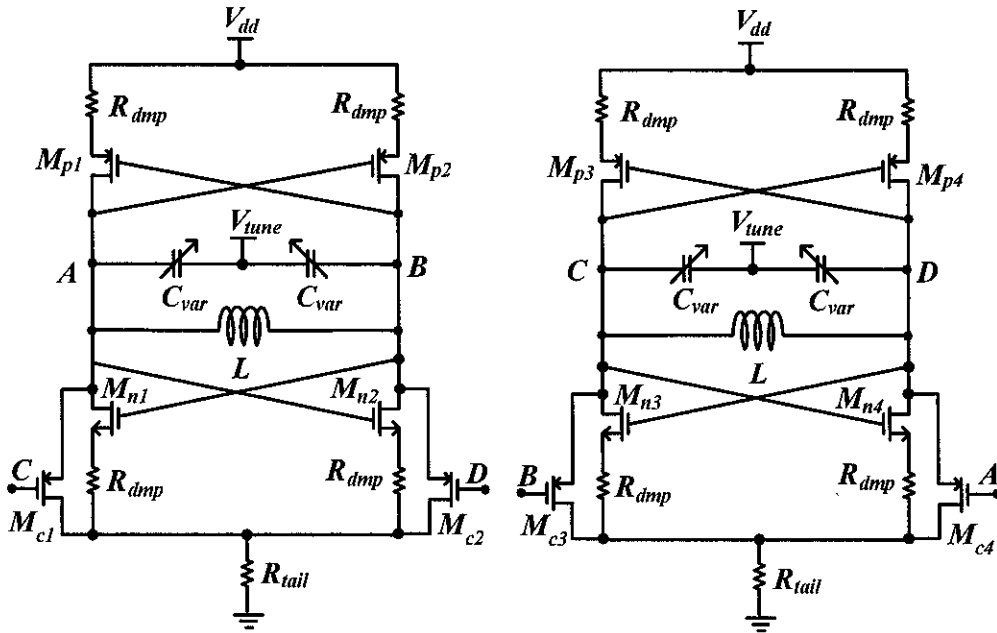 Vdd
Rdmp
Rdmp
Mp1
Mp2
Vtune
A
B
Cvar
Cvar
L
Mn1
Mn2
C
Rdmp
Rdmp
D
Mc1
Mc2
Rtail
Vdd
Rdmp
Rdmp
Mp3
Mp4
Vtune
C
D
Cvar
Cvar
L
Mn3
Mn4
B
Rdmp
Rdmp
A
Mc3
Mc4
Rtail